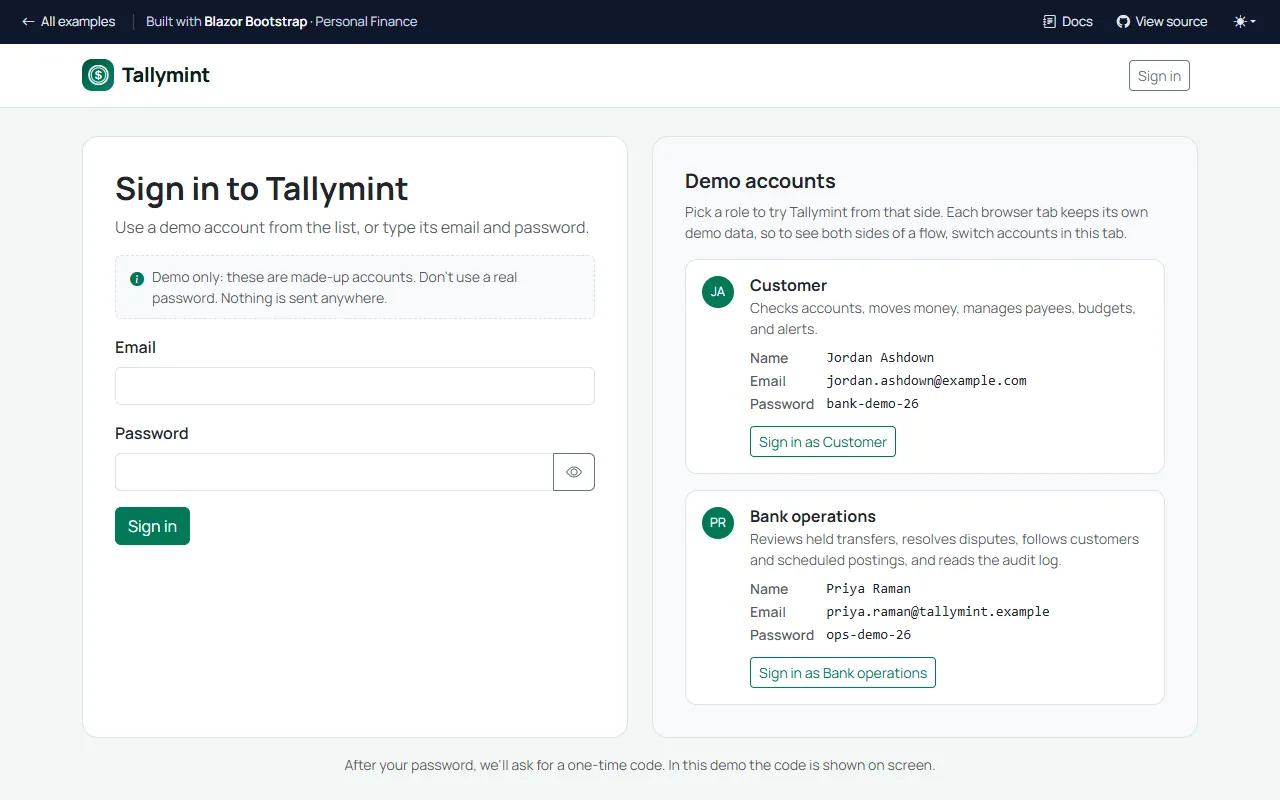 All examples
Built with Blazor Bootstrap · Personal Finance
Docs
View source
Tallymint
Sign in
Sign in to Tallymint
Use a demo account from the list, or type its email and password.
Demo only: these are made-up accounts. Don't use a real
password. Nothing is sent anywhere.
Email
Password
Sign in
Demo accounts
Pick a role to try Tallymint from that side. Each browser tab keeps its own
demo data, so to see both sides of a flow, switch accounts in this tab.
JA
Customer
Checks accounts, moves money, manages payees, budgets,
and alerts.
Name Jordan Ashdown
Email jordan.ashdown@example.com
Password bank-demo-26
Sign in as Customer
PR
Bank operations
Reviews held transfers, resolves disputes, follows customers
and scheduled postings, and reads the audit log.
Name Priya Raman
Email priya.raman@tallymint.example
Password ops-demo-26
Sign in as Bank operations
After your password, we'll ask for a one-time code. In this demo the code is shown on screen.